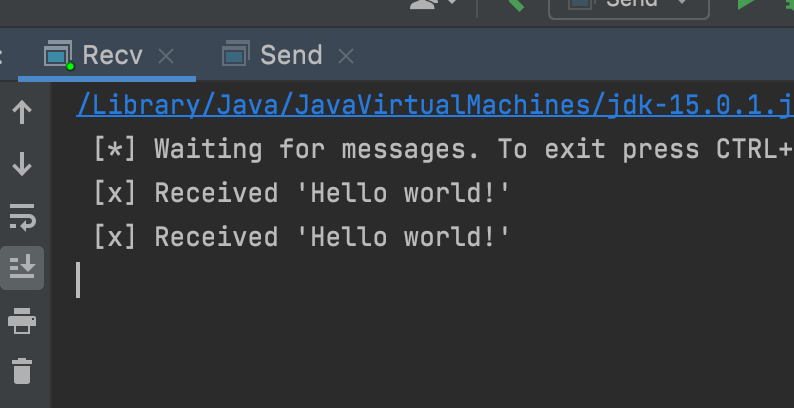 Send
Recv
Send
/Library/Java/JavaVirtualMachines/jdk-15.0.1.j
[*] Waiting for messages. To exit press CTRL+
[x] Received 'Hello world!'
[x] Received 'Hello world!'